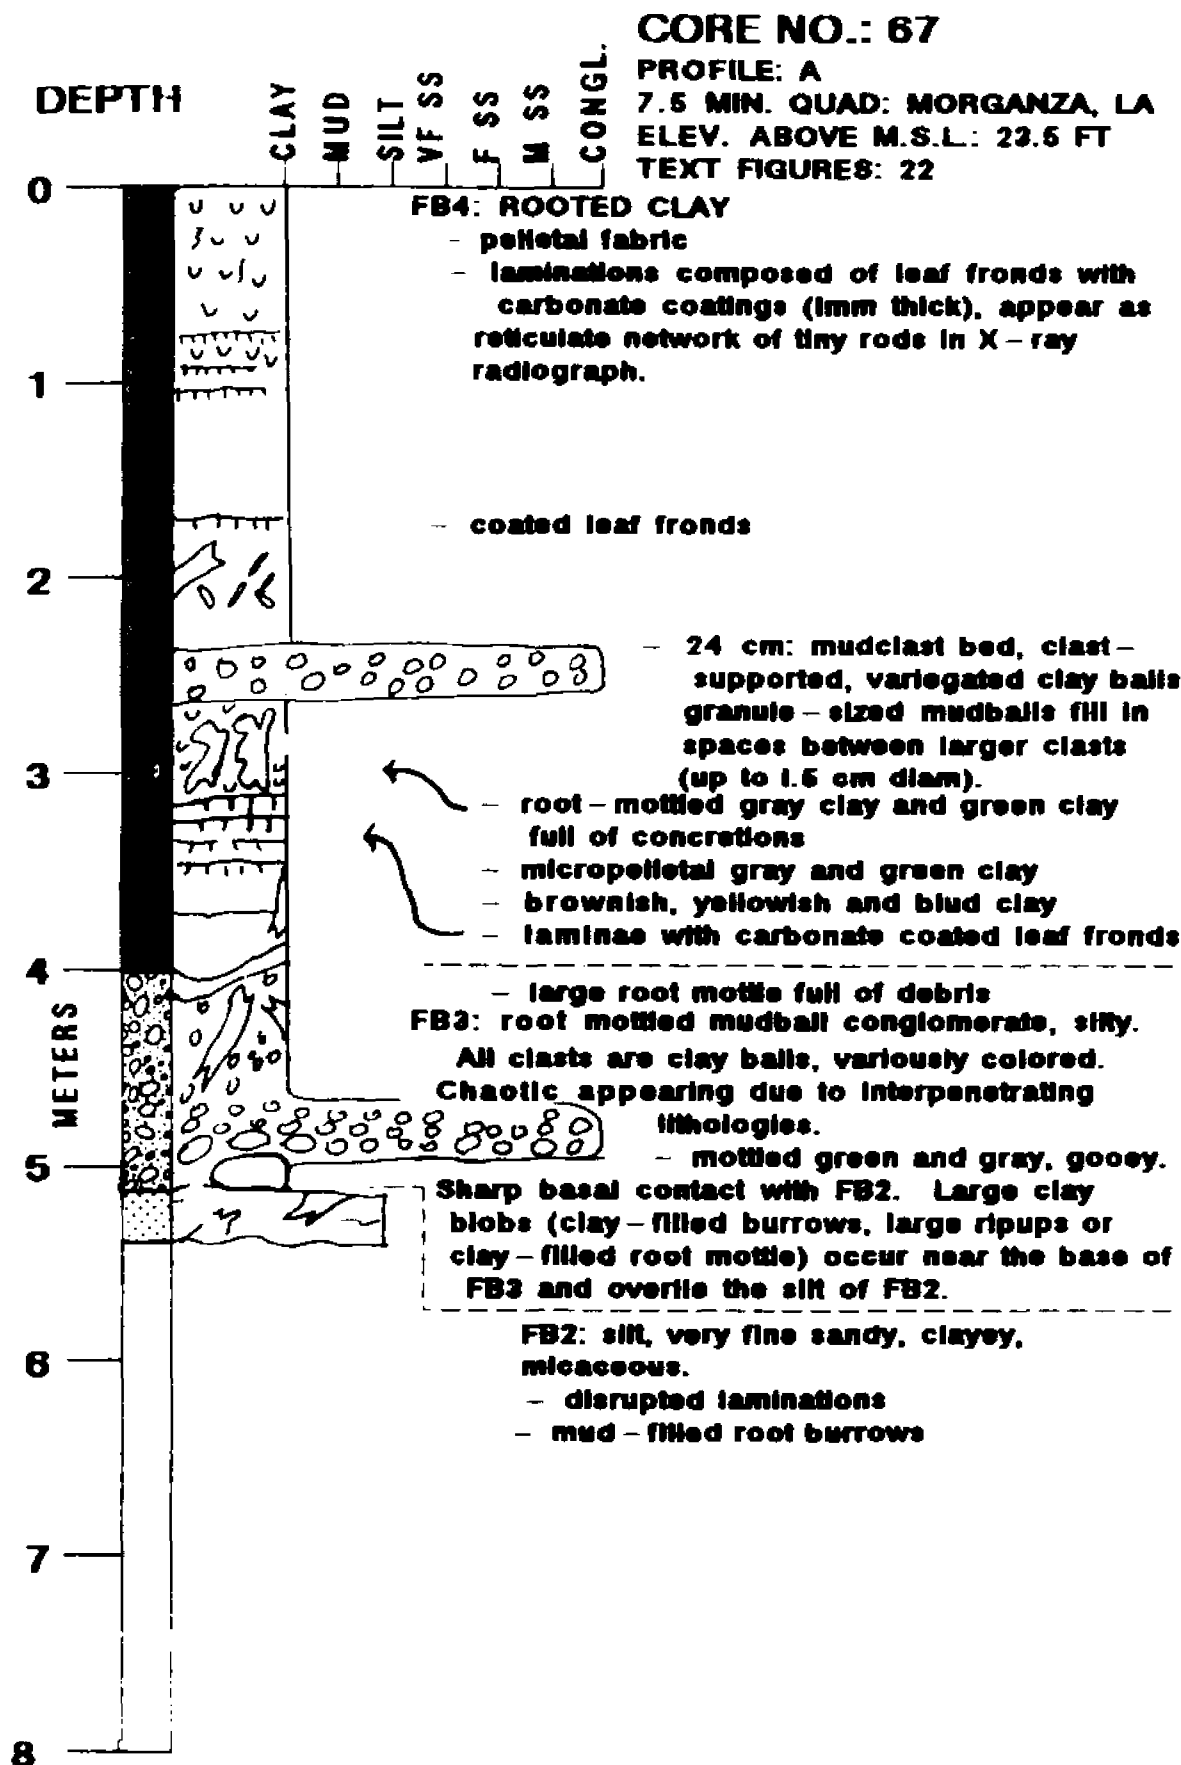 CORE NO.: 67
PROFILE: A
7.5 MIN. QUAD: MORGANZA, LA
ELEV. ABOVE M.S.L.: 23.5 FT
TEXT FIGURES: 22
DEPTH
CLAY
MUD
SILT
VF SS
F SS
M SS
CONGL.
0
FB4: ROOTED CLAY
- pelletal fabric
- laminations composed of leaf fronds with
carbonate coatings (1mm thick), appear as
reticulate network of tiny rods in X-ray
radiograph.
1
- coated leaf fronds
2
- 24 cm: mudclast bed, clast-
supported, variegated clay balls
granule-sized mudballs fill in
spaces between larger clasts
(up to 1.5 cm diam).
3
- root-mottled gray clay and green clay
full of concretions
- micropelletal gray and green clay
- brownish, yellowish and blud clay
- laminae with carbonate coated leaf fronds
4
METERS
- large root mottle full of debris
FB3: root mottled mudball conglomerate, silty.
All clasts are clay balls, variously colored.
Chaotic appearing due to interpenetrating
lithologies.
- mottled green and gray, gooey.
5
Sharp basal contact with FB2. Large clay
blobs (clay-filled burrows, large ripups or
clay-filled root mottle) occur near the base of
FB3 and overlie the silt of FB2.
FB2: silt, very fine sandy, clayey,
micaceous.
6
- disrupted laminations
- mud-filled root burrows
7
8